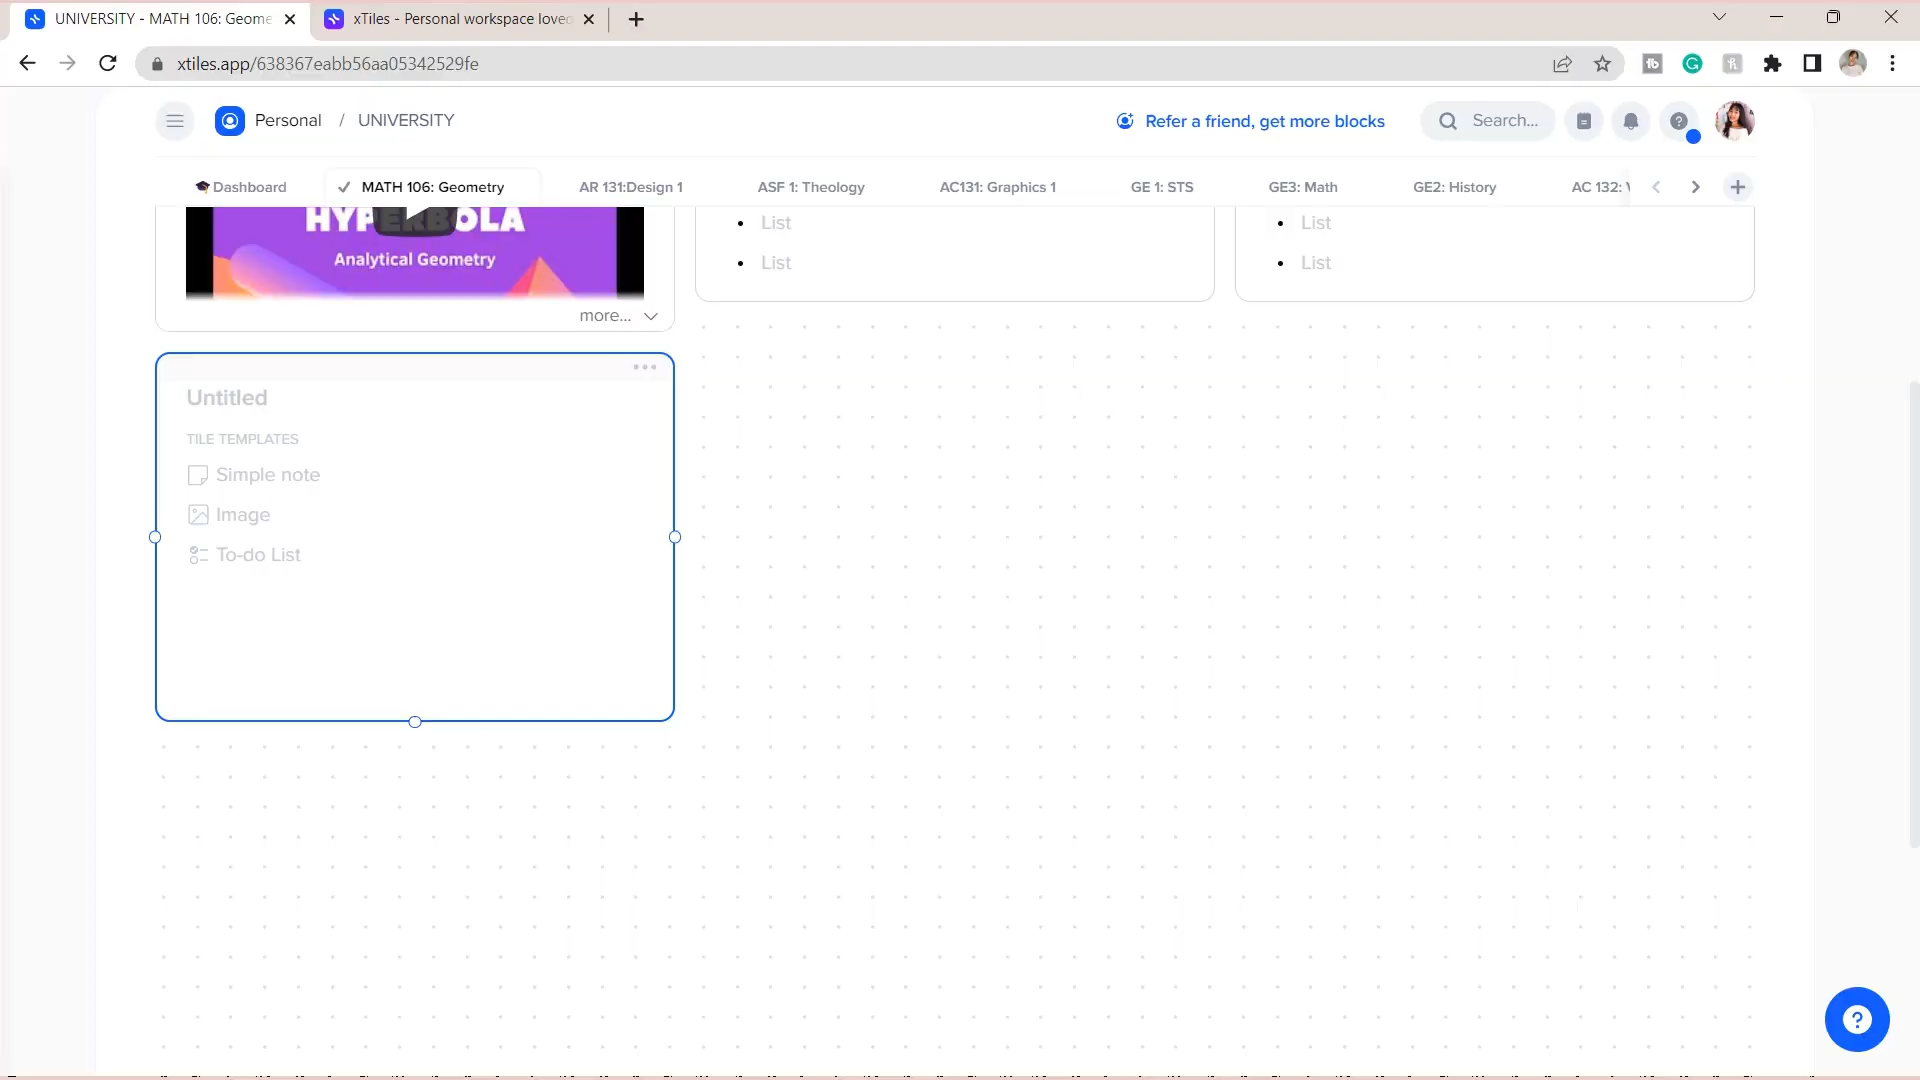 UNIVERSITY - MATH 106: Geome
xTiles - Personal workspace love
xtiles.app/638367eabb56aa05342529fe
Personal / UNIVERSITY
Refer a friend, get more blocks
Search...
Dashboard
MATH 106: Geometry
AR 131:Design 1
ASF 1: Theology
AC131: Graphics 1
GE 1: STS
GE3: Math
GE2: History
AC 132:
HYPERBOLA
Analytical Geometry
more...
• List
• List
• List
• List
Untitled
TILE TEMPLATES
Simple note
Image
To-do List